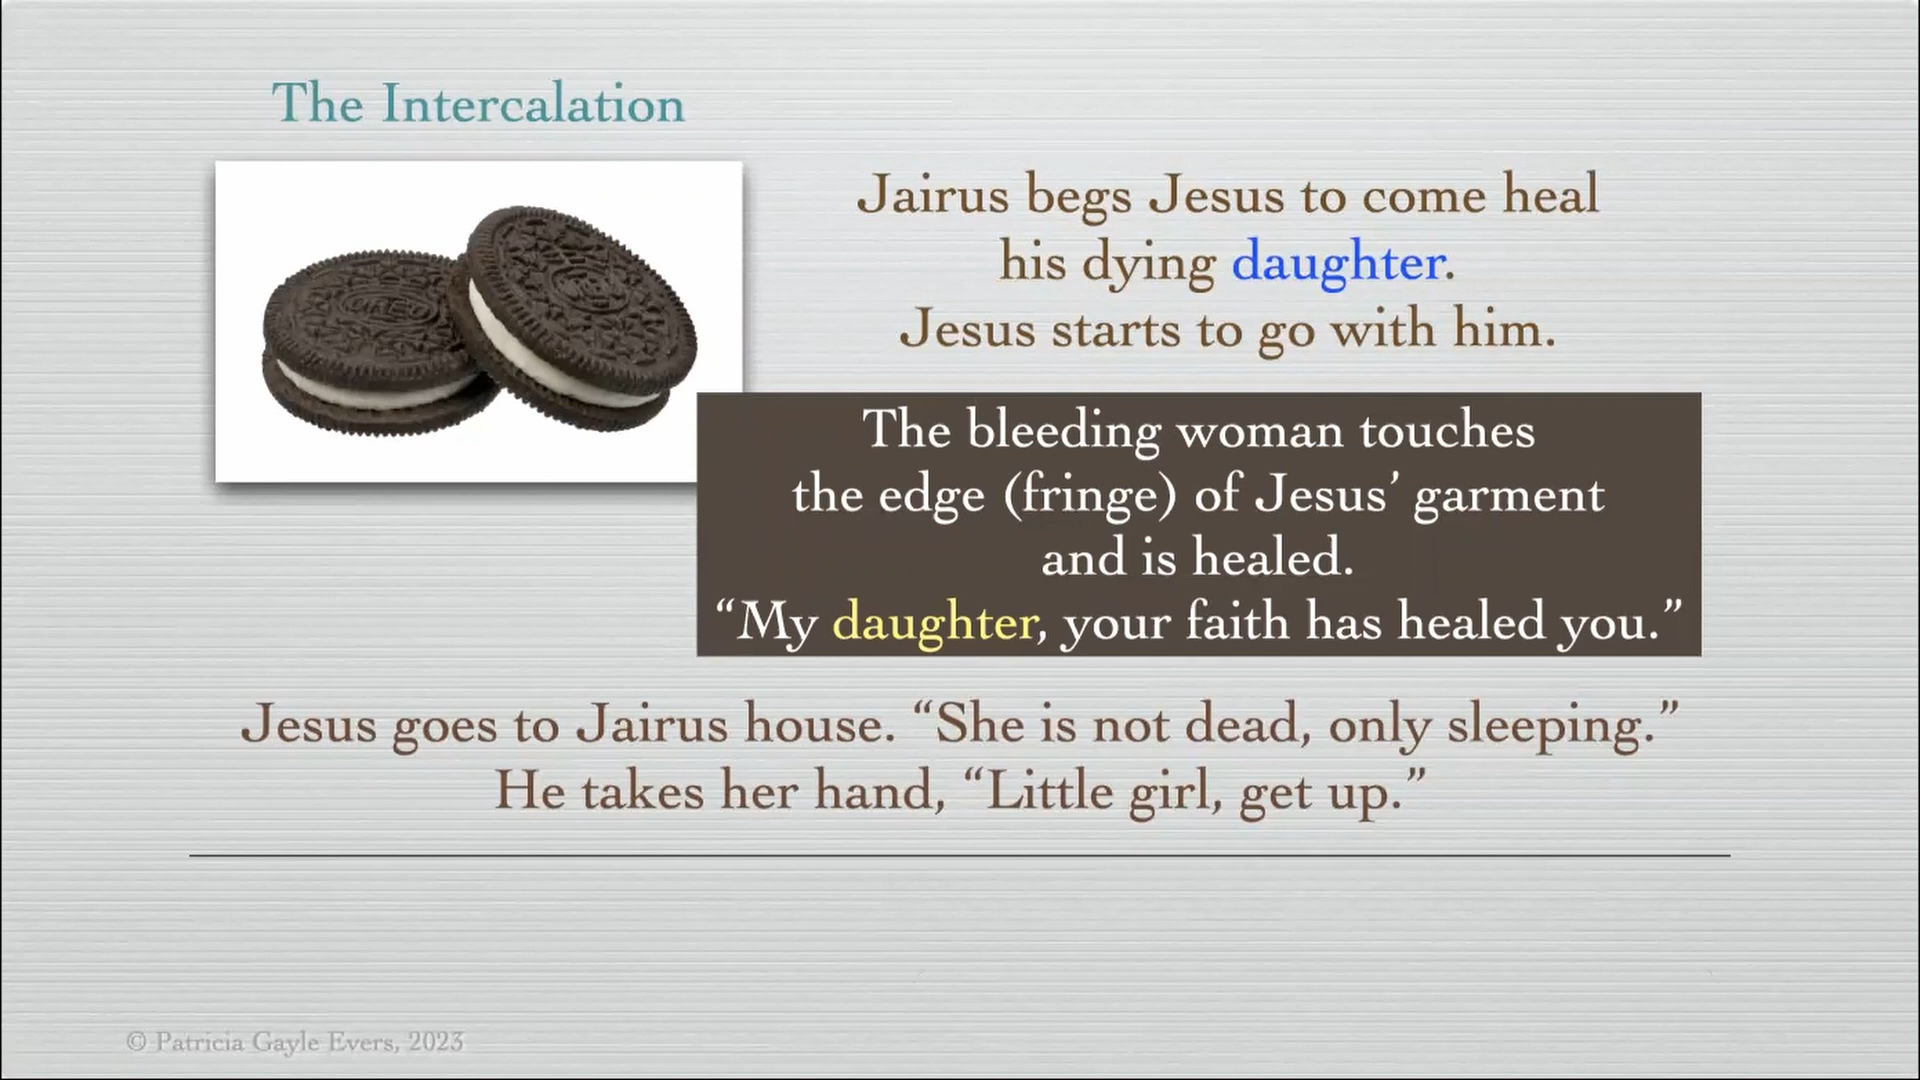 The Intercalation
OREO
Jairus begs Jesus to come heal
his dying daughter.
Jesus starts to go with him.
The bleeding woman touches
the edge (fringe) of Jesus’ garment
and is healed.
“My daughter, your faith has healed you.”
Jesus goes to Jairus house. “She is not dead, only sleeping.”
He takes her hand, “Little girl, get up.”
© Patricia Gayle Evers, 2023